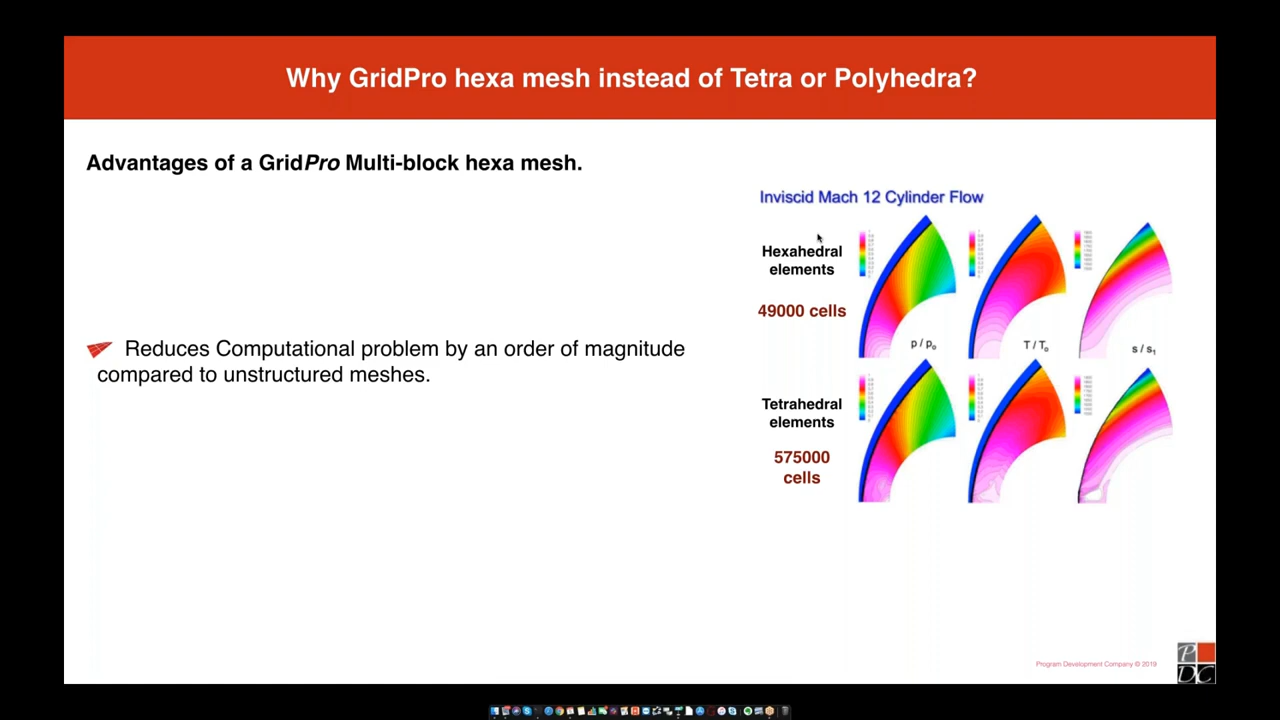 Why GridPro hexa mesh instead of Tetra or Polyhedra?
Advantages of a GridPro Multi-block hexa mesh.
Reduces Computational problem by an order of magnitude
compared to unstructured meshes.
Inviscid Mach 12 Cylinder Flow
Hexahedral
elements
49000 cells
p / p₀
T / T₀
s / s₁
Tetrahedral
elements
575000
cells
Program Development Company © 2019
P
DC